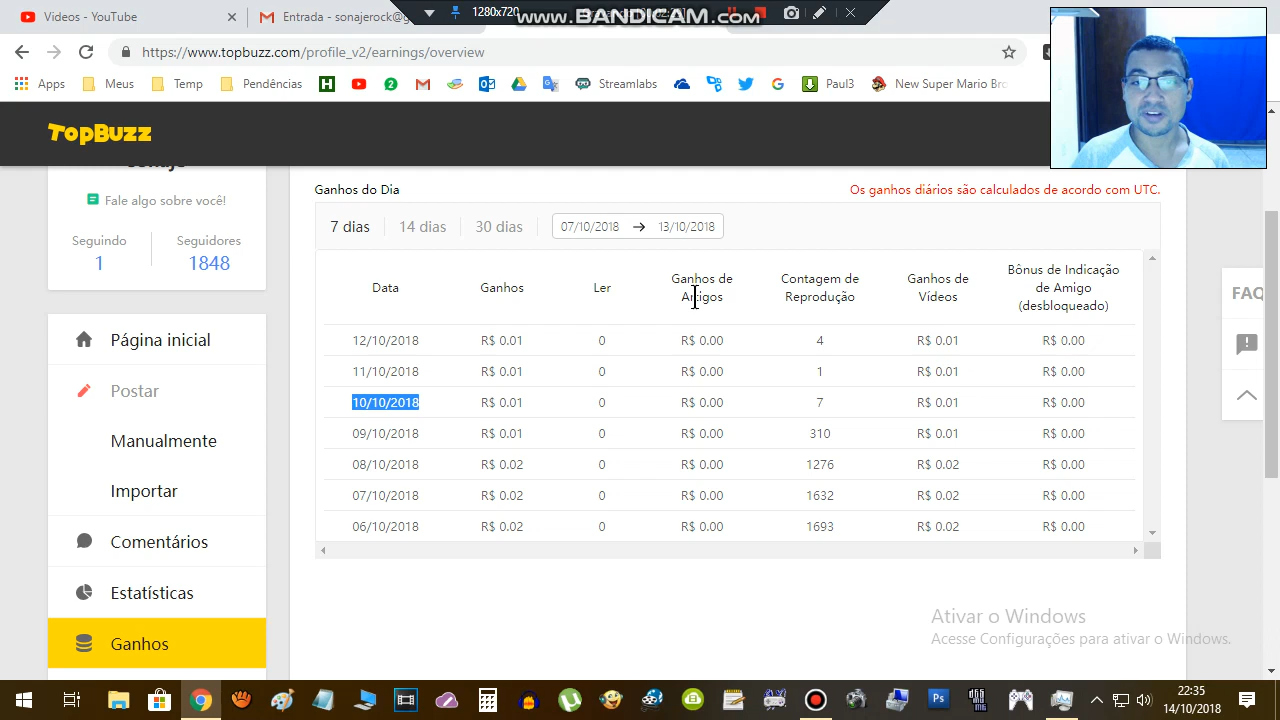 Vídeos - YouTube
Entrada - sonsjerck@g
1280x720
www.BANDICAM.com
https://www.topbuzz.com/profile_v2/earnings/overview
Apps
Meus
Temp
Pendências
H
2
Streamlabs
Paul3
New Super Mario Brc
TopBuzz
Fale algo sobre você!
Seguindo
Seguidores
1
1848
Página inicial
Postar
Manualmente
Importar
Comentários
Estatísticas
Ganhos
Ganhos do Dia
Os ganhos diários são calculados de acordo com UTC.
7 dias
14 dias
30 dias
07/10/2018 → 13/10/2018
Data
Ganhos
Ler
Ganhos de
Amigos
Contagem de
Reprodução
Ganhos de
Vídeos
Bônus de Indicação
de Amigo
(desbloqueado)
12/10/2018 R$ 0.01 0 R$ 0.00 4 R$ 0.01 R$ 0.00
11/10/2018 R$ 0.01 0 R$ 0.00 1 R$ 0.01 R$ 0.00
10/10/2018 R$ 0.01 0 R$ 0.00 7 R$ 0.01 R$ 0.00
09/10/2018 R$ 0.01 0 R$ 0.00 310 R$ 0.01 R$ 0.00
08/10/2018 R$ 0.02 0 R$ 0.00 1276 R$ 0.02 R$ 0.00
07/10/2018 R$ 0.02 0 R$ 0.00 1632 R$ 0.02 R$ 0.00
06/10/2018 R$ 0.02 0 R$ 0.00 1693 R$ 0.02 R$ 0.00
FAQ
Ativar o Windows
Acesse Configurações para ativar o Windows.
22:35
14/10/2018